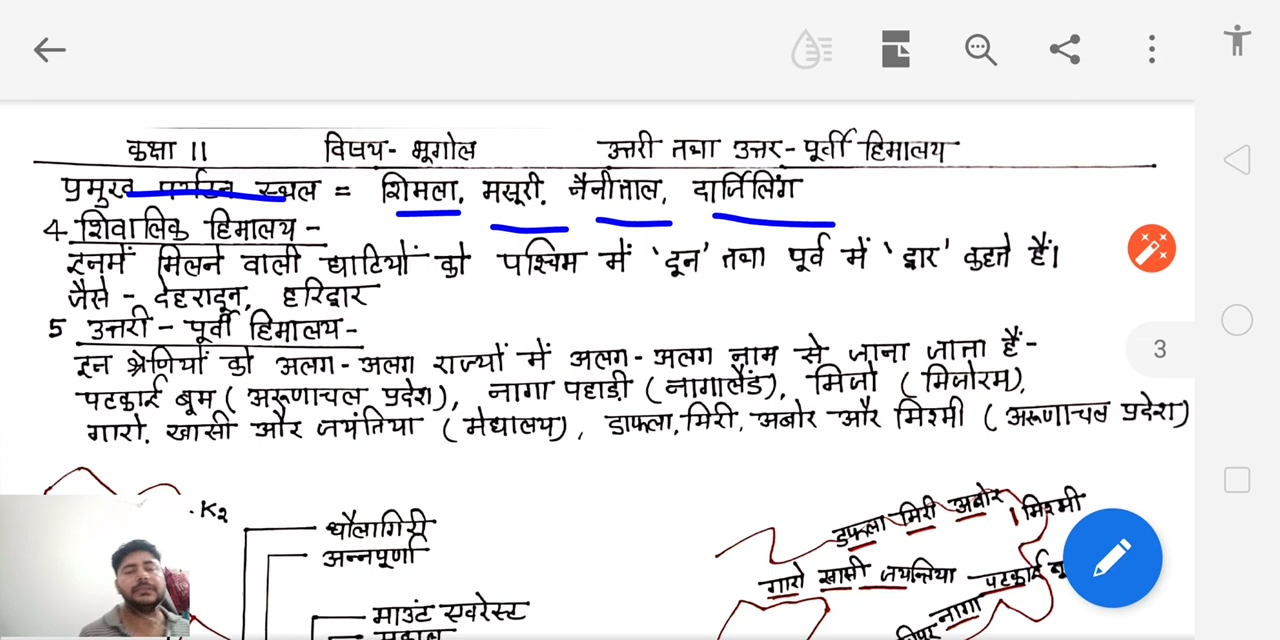 कक्षा 11 विषय- भूगोल उत्तरी तथा उत्तर-पूर्वी हिमालय
प्रमुख पर्यटन स्थल = शिमला, मसूरी, नैनीताल, दार्जिलिंग
4 शिवालिक हिमालय -
इनमें मिलने वाली घाटियों को पश्चिम में 'दून' तथा पूर्व में 'द्वार' कहते हैं।
जैसे - देहरादून, हरिद्वार
5 उत्तरी - पूर्वी हिमालय -
इन श्रेणियों को अलग-अलग राज्यों में अलग-अलग नाम से जाना जाता हैं-
पटकाई बूम (अरूणाचल प्रदेश), नागा पहाडी (नागालैंड), मिजो (मिजोरम),
गारो, खासी और जयंतिया (मेघालय), डाफला, मिरी, अबोर और मिश्मी (अरूणाचल प्रदेश)
3
K2
धौलागिरी
अन्नपूर्णा
माउंट एवरेस्ट
डफला मिरी अबोर मिश्मी
गारो खासी जयन्तिया पटकाई
नागा